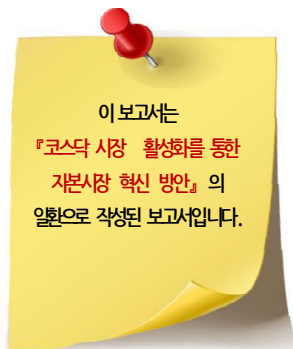 이 보고서는
『코스닥 시장 활성화를 통한
자본시장 혁신 방안』 의
일환으로 작성된 보고서입니다.